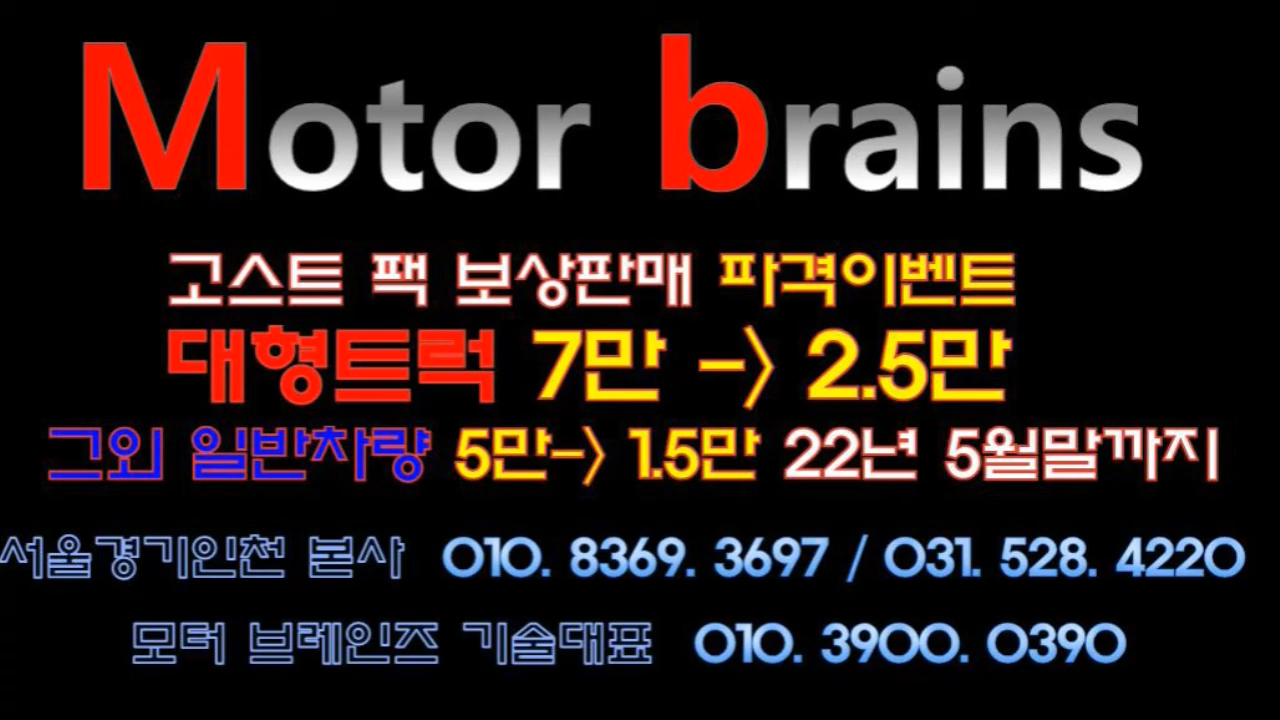 Motor brains
고스트 팩 보상판매 파격이벤트
대형트럭 7만 -> 2.5만
그외 일반차량 5만-> 1.5만 22년 5월말까지
서울경기인천 본사 010. 8369. 3697 / 031. 528. 4220
모터 브레인즈 기술대표 010. 3900. 0390